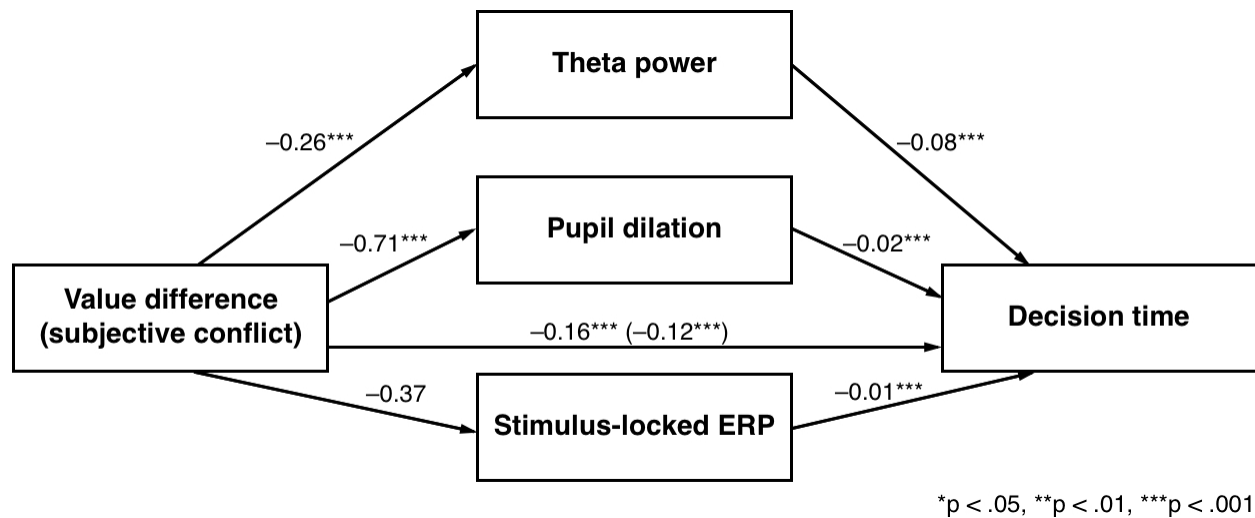 Theta power
–0.26***
–0.08***
Pupil dilation
–0.71***
–0.02***
Value difference
(subjective conflict)
Decision time
–0.16*** (–0.12***)
–0.37
–0.01***
Stimulus-locked ERP
*p < .05, **p < .01, ***p < .001